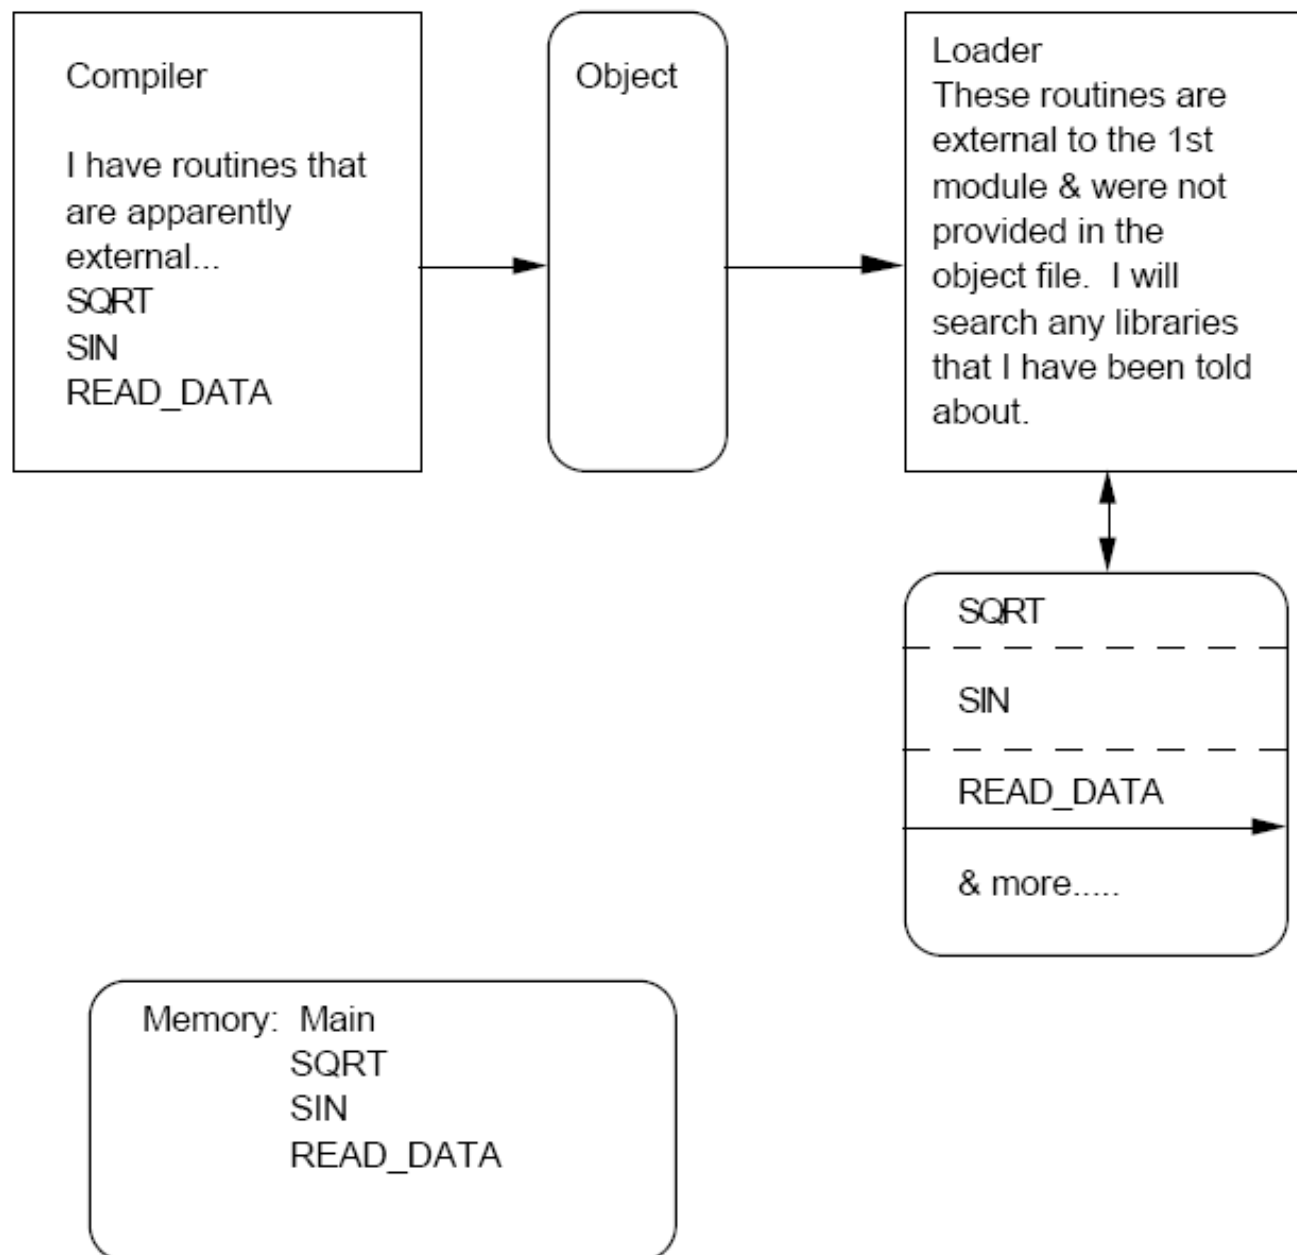 Compiler
I have routines that
are apparently
external...
SQRT
SIN
READ_DATA
Object
Loader
These routines are
external to the 1st
module & were not
provided in the
object file.  I will
search any libraries
that I have been told
about.
SQRT
SIN
READ_DATA
& more.....
Memory:  Main
SQRT
SIN
READ_DATA